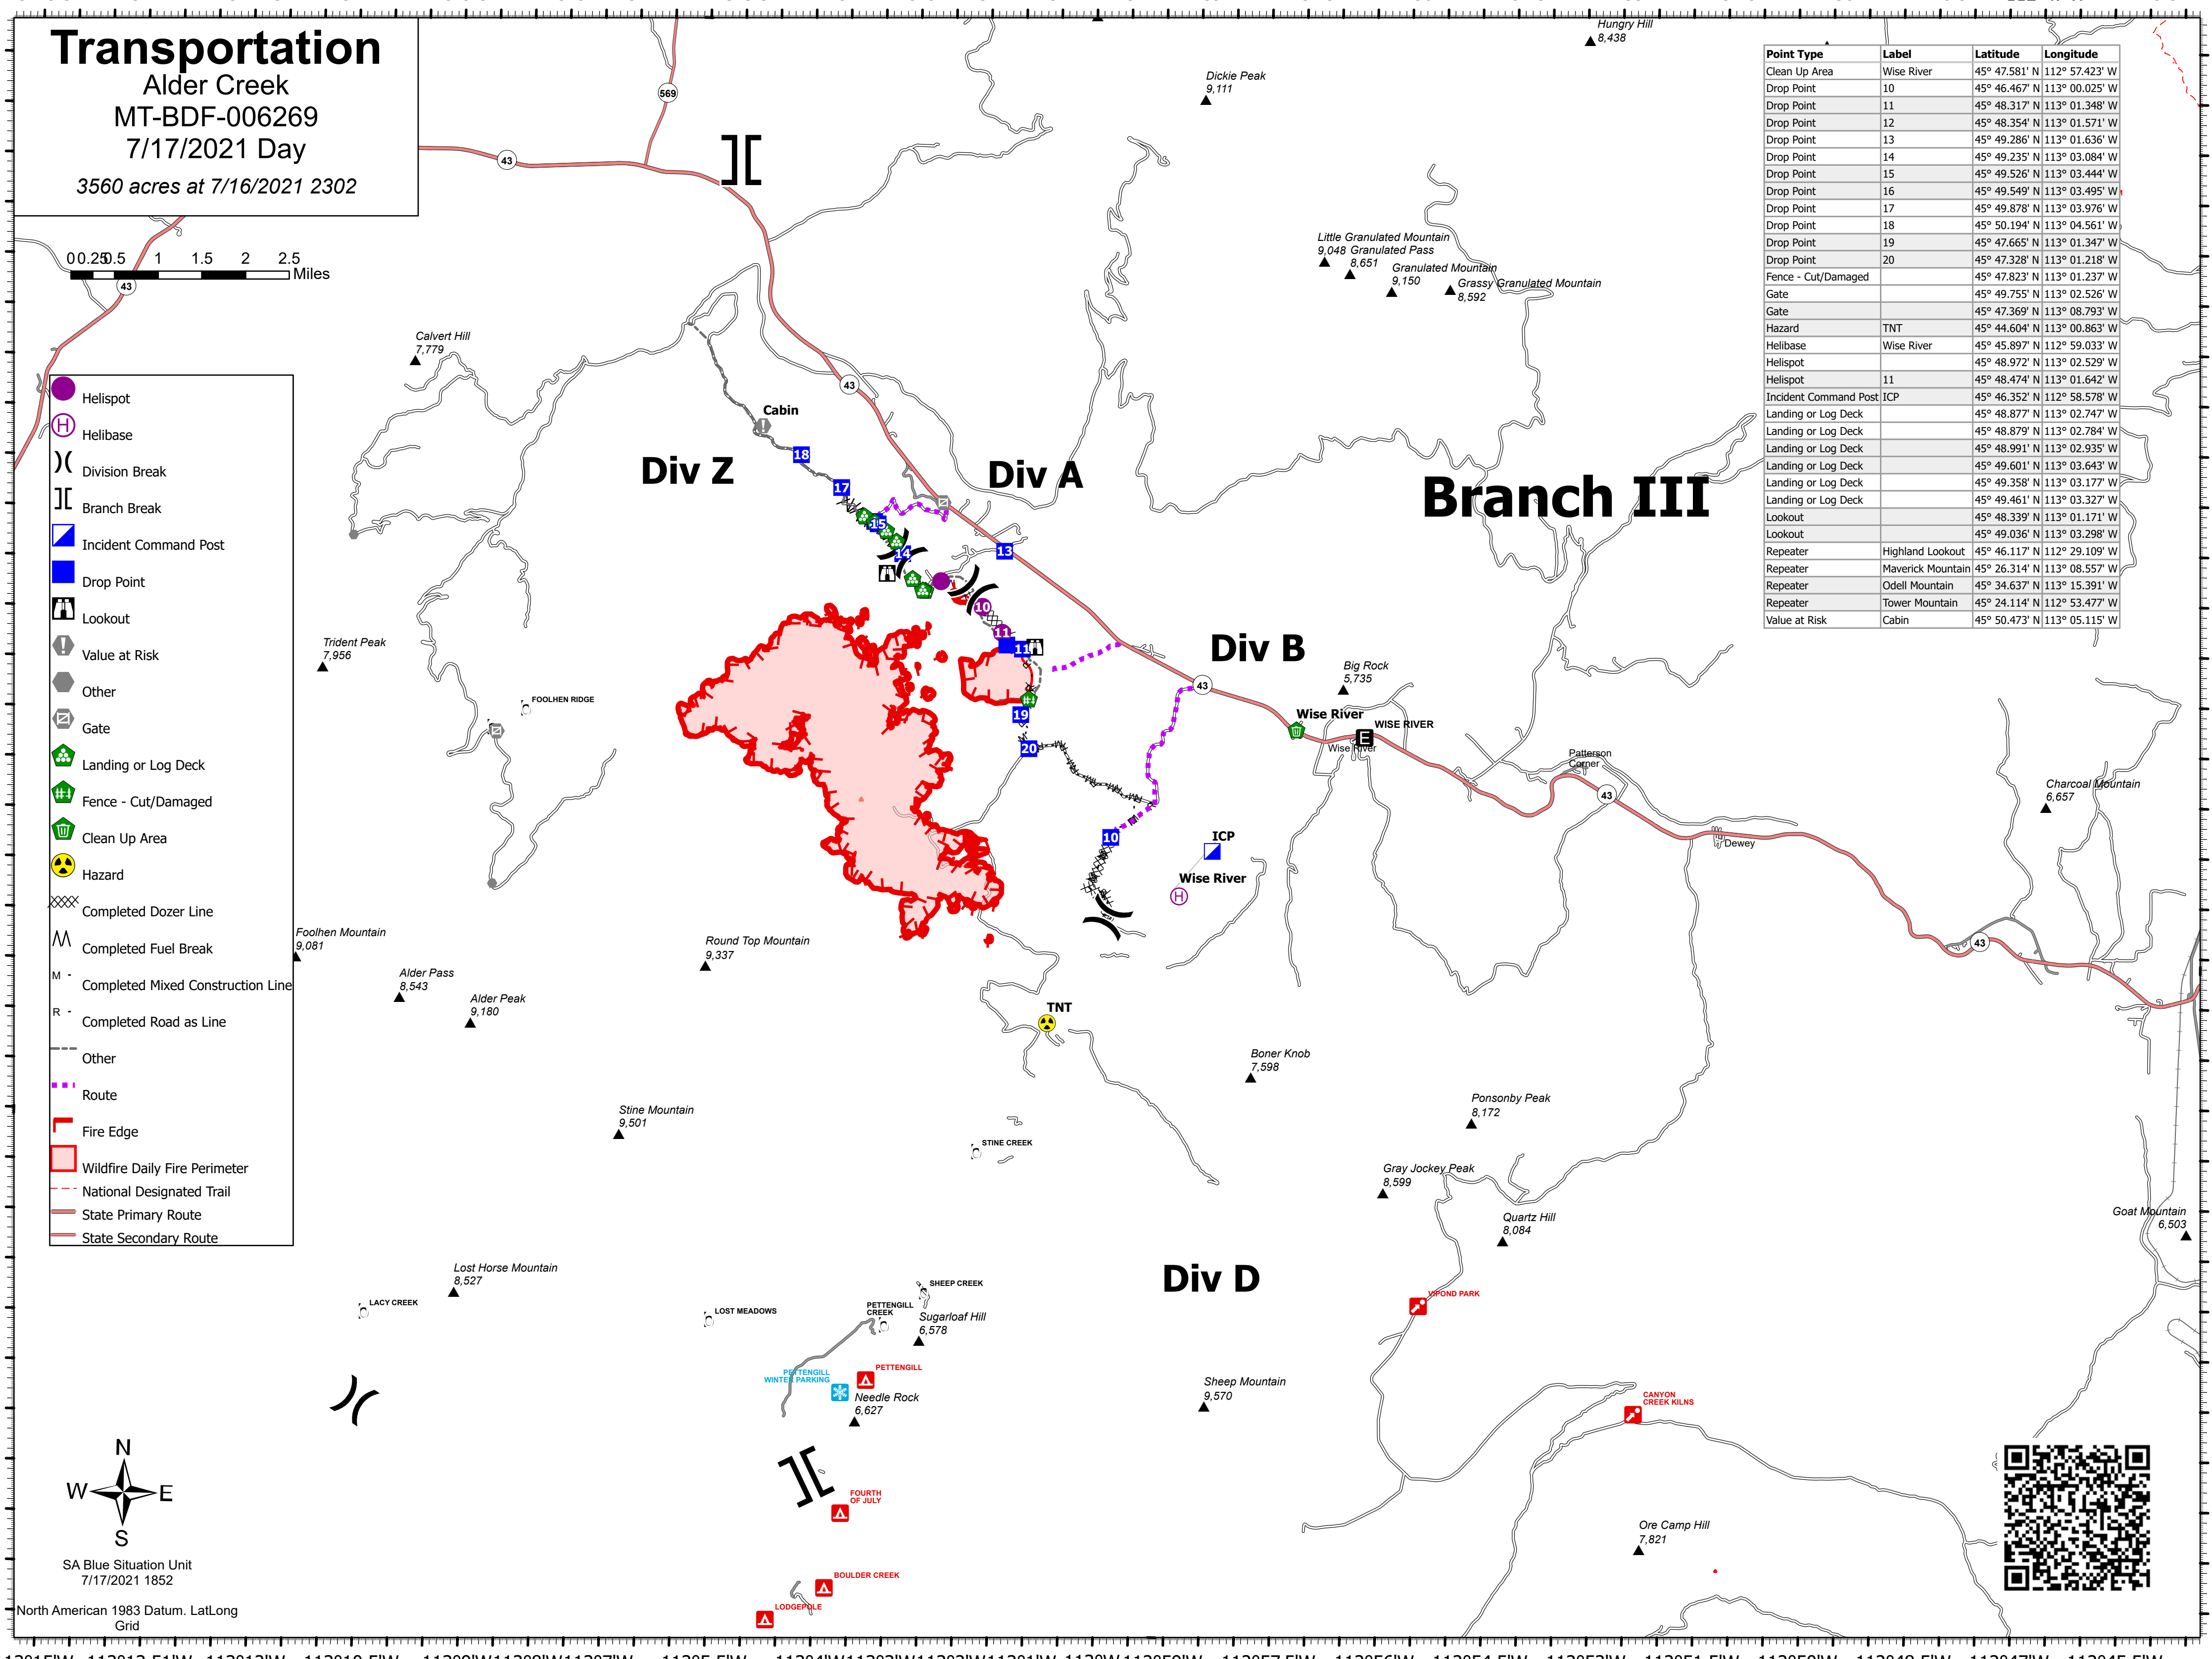 Transportation
Alder Creek
MT-BDF-006269
7/17/2021 Day
3560 acres at 7/16/2021 2302
0 0.25 0.5 1 1.5 2 2.5
Miles
Helispot
Helibase
Division Break
Branch Break
Incident Command Post
Drop Point
Lookout
Value at Risk
Other
Gate
Landing or Log Deck
Fence - Cut/Damaged
Clean Up Area
Hazard
Completed Dozer Line
Completed Fuel Break
M - Completed Mixed Construction Line
R - Completed Road as Line
Other
Route
Fire Edge
Wildfire Daily Fire Perimeter
National Designated Trail
State Primary Route
State Secondary Route
Point Type Label Latitude Longitude
Clean Up Area Wise River 45° 47.581' N 112° 57.423' W
Drop Point 10 45° 46.467' N 113° 00.025' W
Drop Point 11 45° 48.317' N 113° 01.348' W
Drop Point 12 45° 48.354' N 113° 01.571' W
Drop Point 13 45° 49.286' N 113° 01.636' W
Drop Point 14 45° 49.235' N 113° 03.084' W
Drop Point 15 45° 49.526' N 113° 03.444' W
Drop Point 16 45° 49.549' N 113° 03.495' W
Drop Point 17 45° 49.878' N 113° 03.976' W
Drop Point 18 45° 50.194' N 113° 04.561' W
Drop Point 19 45° 47.665' N 113° 01.347' W
Drop Point 20 45° 47.328' N 113° 01.218' W
Fence - Cut/Damaged 45° 47.823' N 113° 01.237' W
Gate 45° 49.755' N 113° 02.526' W
Gate 45° 47.369' N 113° 08.793' W
Hazard TNT 45° 44.604' N 113° 00.863' W
Helibase Wise River 45° 45.897' N 112° 59.033' W
Helispot 45° 48.972' N 113° 02.529' W
Helispot 11 45° 48.474' N 113° 01.642' W
Incident Command Post ICP 45° 46.352' N 112° 58.578' W
Landing or Log Deck 45° 48.877' N 113° 02.747' W
Landing or Log Deck 45° 48.879' N 113° 02.784' W
Landing or Log Deck 45° 48.991' N 113° 02.935' W
Landing or Log Deck 45° 49.601' N 113° 03.643' W
Landing or Log Deck 45° 49.358' N 113° 03.177' W
Landing or Log Deck 45° 49.461' N 113° 03.327' W
Lookout 45° 48.339' N 113° 01.171' W
Lookout 45° 49.036' N 113° 03.298' W
Repeater Highland Lookout 45° 46.117' N 112° 29.109' W
Repeater Maverick Mountain 45° 26.314' N 113° 08.557' W
Repeater Odell Mountain 45° 34.637' N 113° 15.391' W
Repeater Tower Mountain 45° 24.114' N 112° 53.477' W
Value at Risk Cabin 45° 50.473' N 113° 05.115' W
Hungry Hill
8,438
Dickie Peak
9,111
569
43
43
43
Little Granulated Mountain
9,048
Granulated Pass
8,651
Granulated Mountain
9,150
Grassy Granulated Mountain
8,592
Calvert Hill
7,779
Cabin
18
17
15
14
13
10
11
11
19
20
10
Div Z
Div A
Branch III
Div B
Trident Peak
7,956
FOOLHEN RIDGE
43
Big Rock
5,735
Wise River
WISE RIVER
E
Wise River
Patterson
Corner
43
Charcoal Mountain
6,657
Dewey
ICP
Wise River
H
43
Foolhen Mountain
9,081
Alder Pass
8,543
Alder Peak
9,180
Round Top Mountain
9,337
TNT
Boner Knob
7,598
Stine Mountain
9,501
STINE CREEK
Ponsonby Peak
8,172
Gray Jockey Peak
8,599
Quartz Hill
8,084
Goat Mountain
6,503
Div D
Lost Horse Mountain
8,527
LACY CREEK
LOST MEADOWS
SHEEP CREEK
PETTENGILL
CREEK
Sugarloaf Hill
6,578
VIPOND PARK
PETTENGILL
WINTER PARKING
PETTENGILL
Needle Rock
6,627
Sheep Mountain
9,570
CANYON
CREEK KILNS
FOURTH
OF JULY
Ore Camp Hill
7,821
BOULDER CREEK
LODGEPOLE
N
W E
S
SA Blue Situation Unit
7/17/2021 1852
North American 1983 Datum. LatLong
Grid